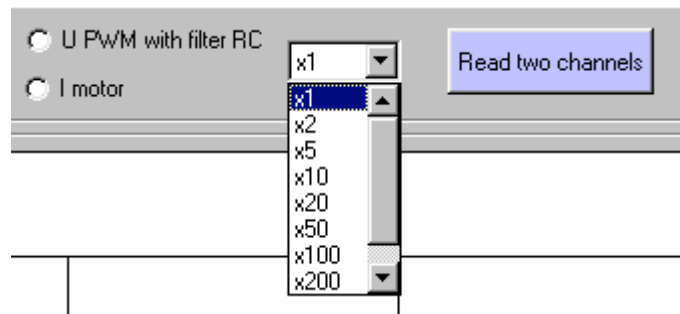 U PWM with filter RC
I motor
x1
Read two channels
x1
x2
x5
x10
x20
x50
x100
x200